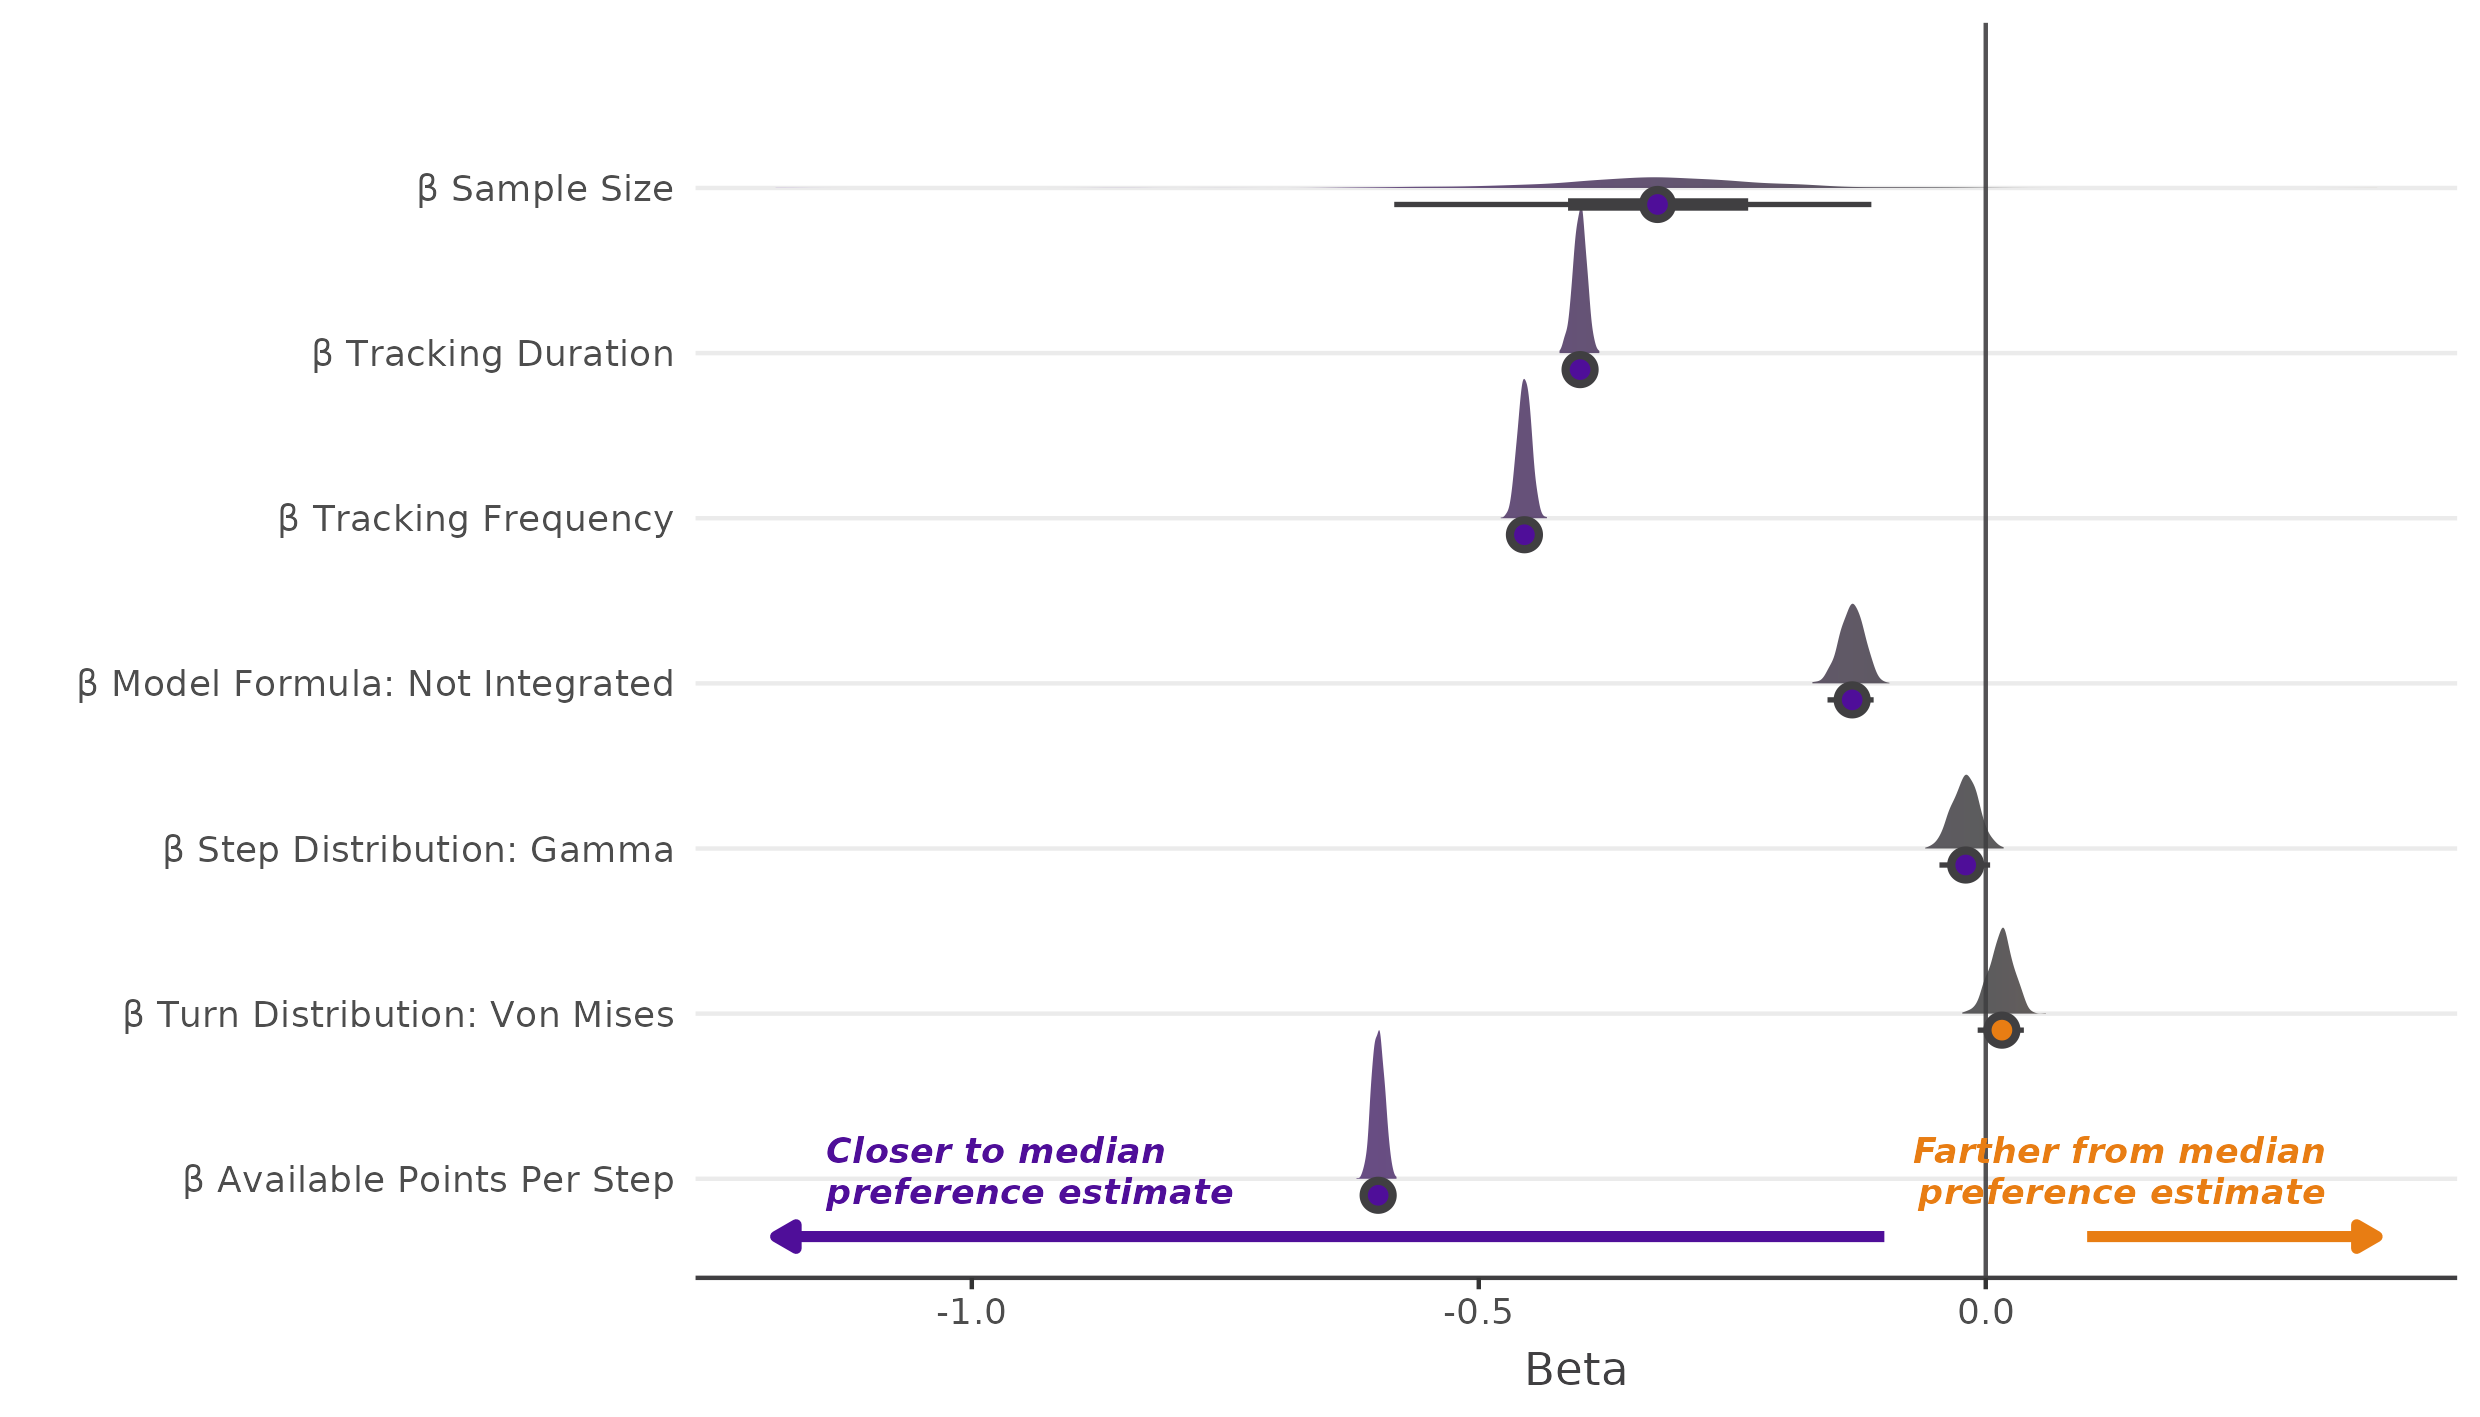 β Sample Size
β Tracking Duration
β Tracking Frequency
β Model Formula: Not Integrated
β Step Distribution: Gamma
β Turn Distribution: Von Mises
β Available Points Per Step
Closer to median
preference estimate
Farther from median
preference estimate
-1.0
-0.5
0.0
Beta